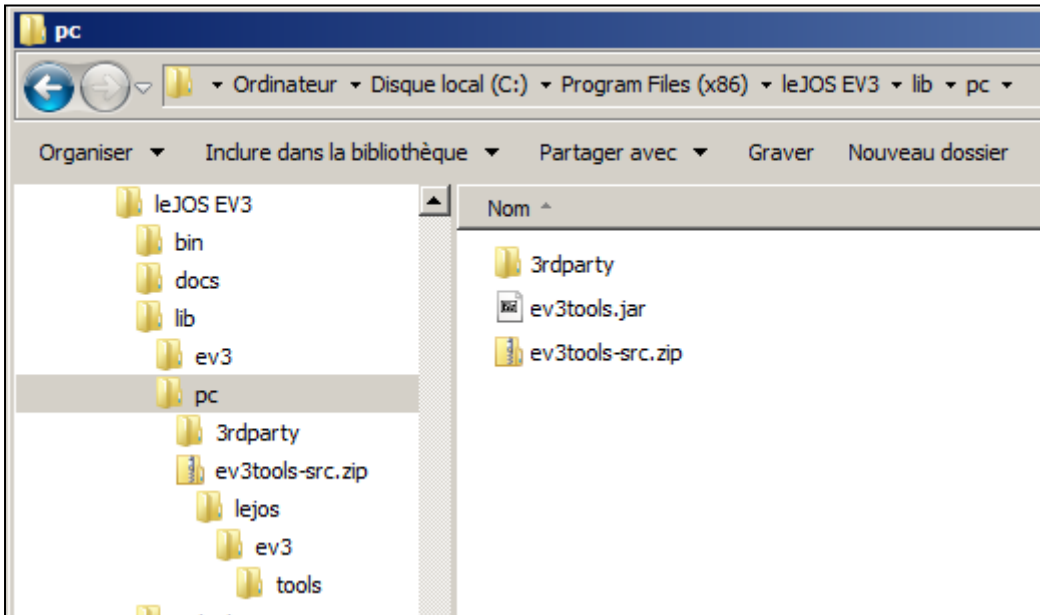 pc
Ordinateur Disque local (C:) Program Files (x86) leJOS EV3 lib pc
Organiser Inclure dans la bibliothèque Partager avec Graver Nouveau dossier
Nom
leJOS EV3
bin
docs
lib
ev3
pc
3rdparty
ev3tools-src.zip
lejos
ev3
tools
3rdparty
ev3tools.jar
ev3tools-src.zip